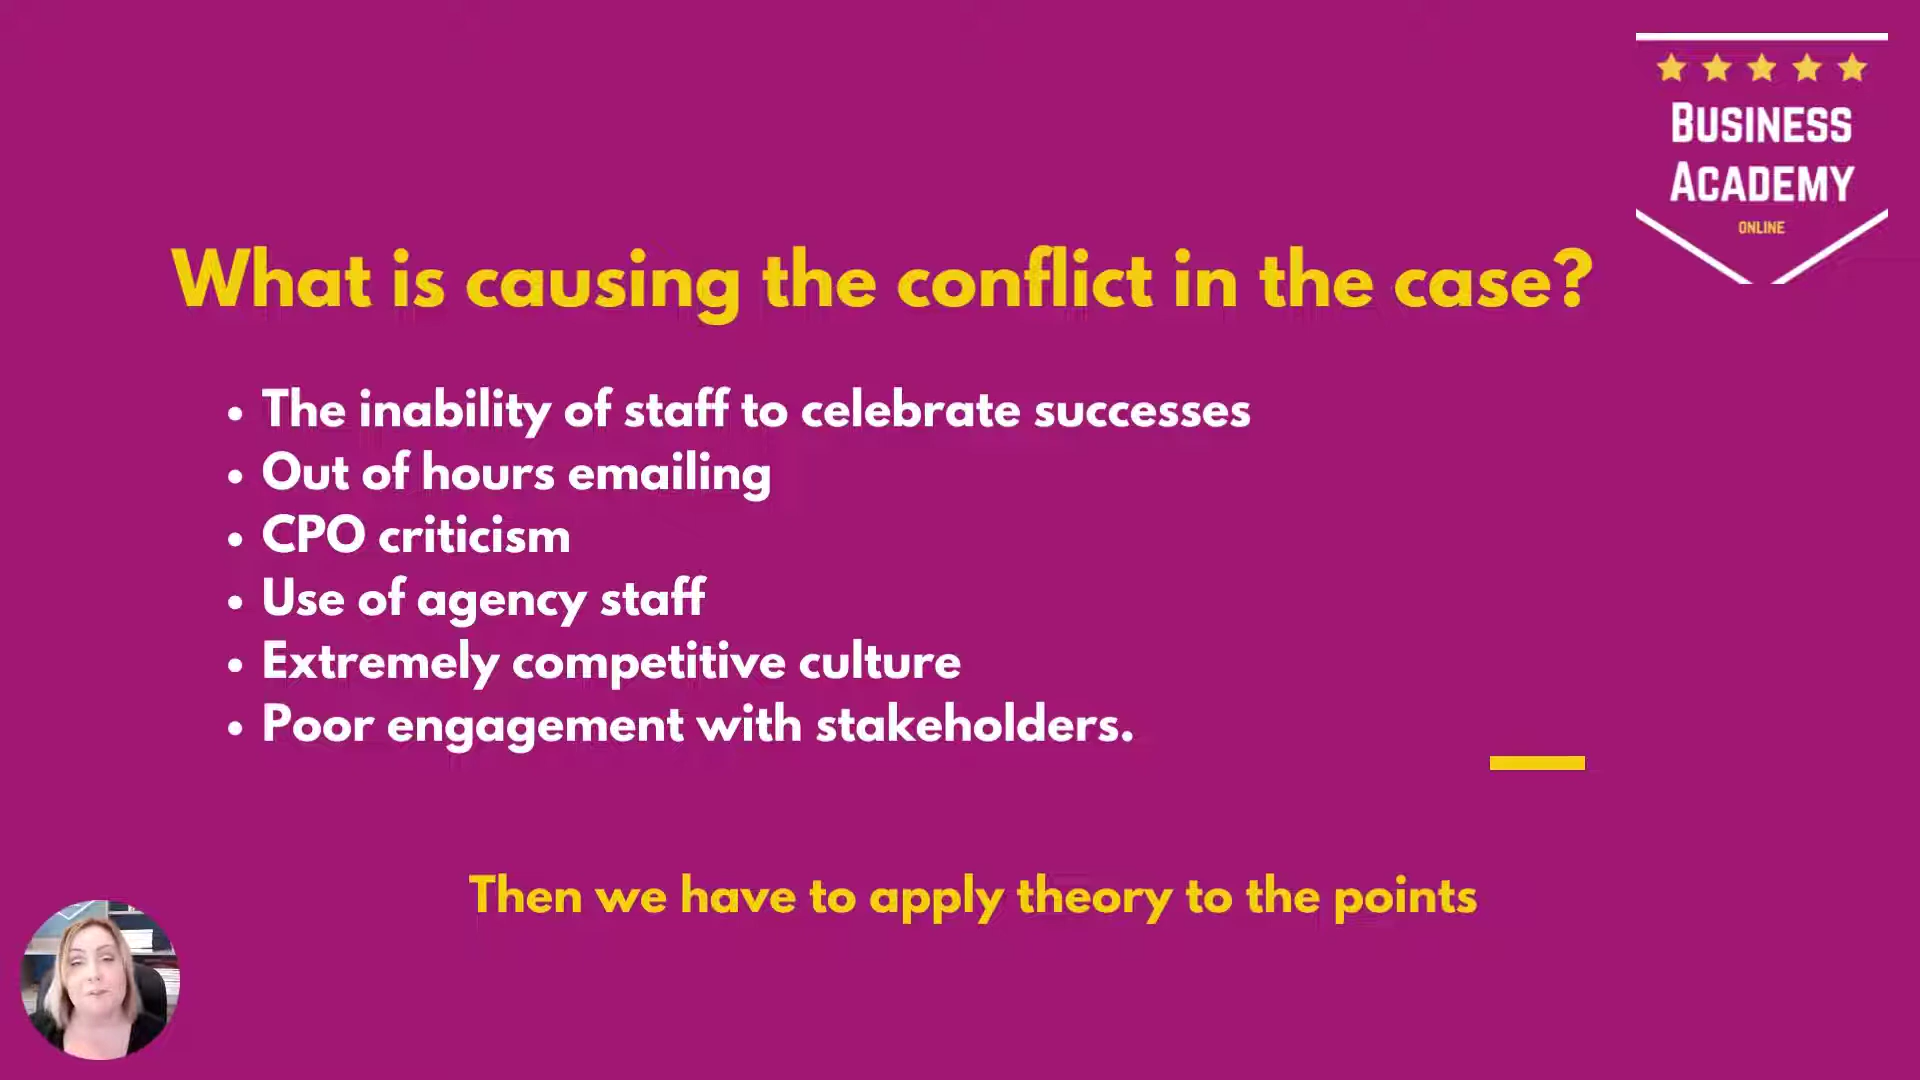 BUSINESS
ACADEMY
ONLINE
What is causing the conflict in the case?
• The inability of staff to celebrate successes
• Out of hours emailing
• CPO criticism
• Use of agency staff
• Extremely competitive culture
• Poor engagement with stakeholders.
Then we have to apply theory to the points